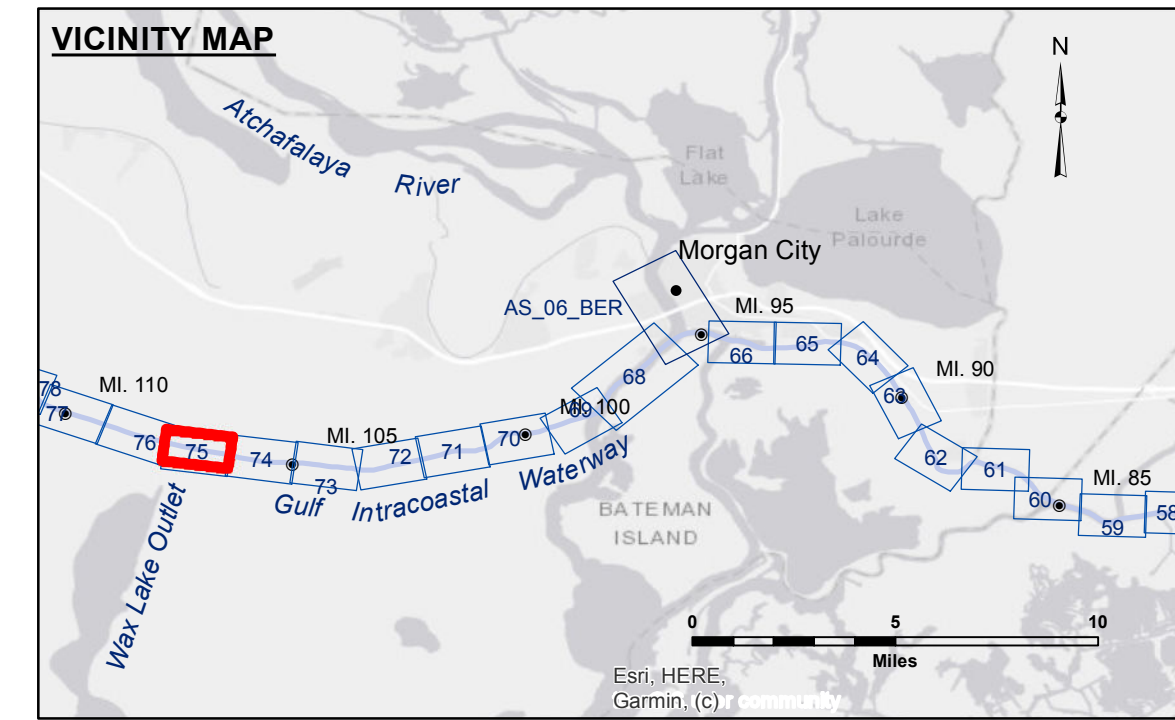 VICINITY MAP
N
Atchafalaya
River
Flat
Lake
Lake
Palourde
Morgan City
AS_06_BER
MI. 95
66
65
64
MI. 90
63
68
69
MI. 100
78
77
MI. 110
76
75
74
MI. 105
73
72
71
70
62
61
60
MI. 85
59
58
Gulf Intracoastal Waterway
Wax Lake Outlet
BATEMAN
ISLAND
0 5 10
Miles
Esri, HERE,
Garmin, (c) community